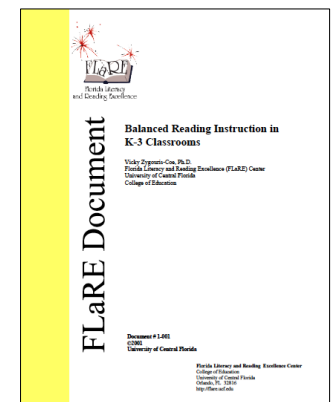 FLaRE
Florida Literacy
and Reading Excellence
FLaRE Document
Balanced Reading Instruction in
K-3 Classrooms
Vicky Zygouris-Coe, Ph.D.
Florida Literacy and Reading Excellence (FLaRE) Center
University of Central Florida
College of Education
Document # 1-001
©2001
University of Central Florida
Florida Literacy and Reading Excellence Center
College of Education
University of Central Florida
Orlando, FL 32816
http://flare.ucf.edu